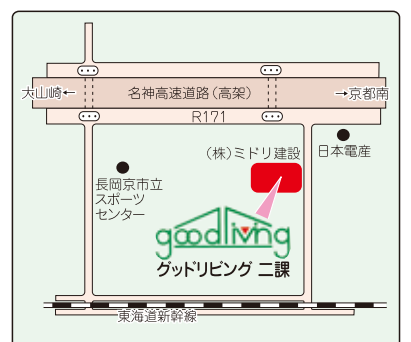 大山崎←
名神高速道路(高架)
→京都南
R171
日本電産
(株)ミドリ建設
長岡京市立
スポーツ
センター
goodliving
グッドリビング 二課
東海道新幹線